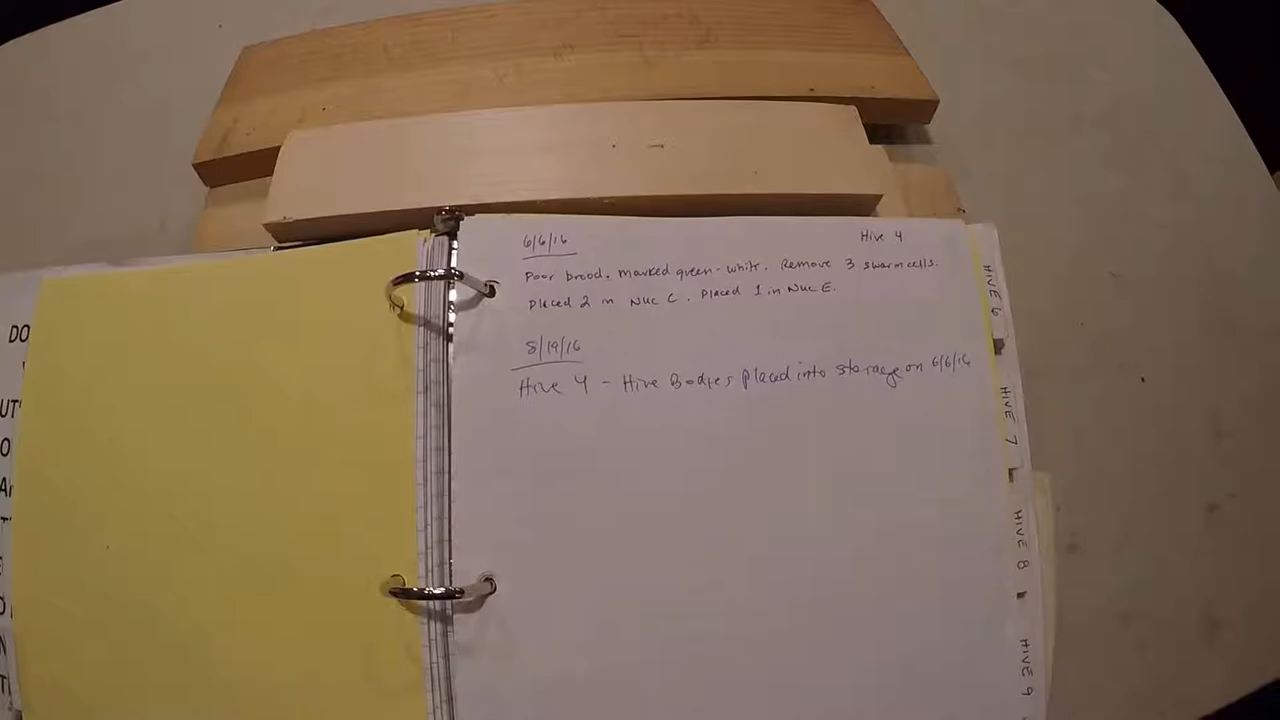 6/6/16
Hive 4
Poor brood. marked queen - white. Remove 3 swarm cells.
Placed 2 in Nuc C. Placed 1 in Nuc E.
8/19/16
Hive 4 - Hive Bodies placed into storage on 6/6/16
HIVE 6
HIVE 7
HIVE 8
HIVE 9
DO